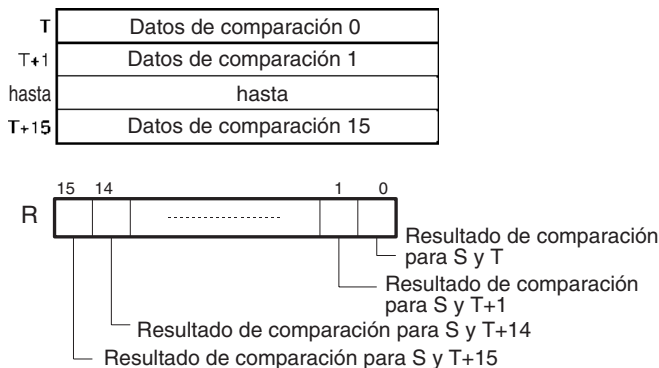 T Datos de comparación 0
T+1 Datos de comparación 1
hasta hasta
T+15 Datos de comparación 15
15 14 1 0
R
Resultado de comparación
para S y T
Resultado de comparación
para S y T+1
Resultado de comparación para S y T+14
Resultado de comparación para S y T+15